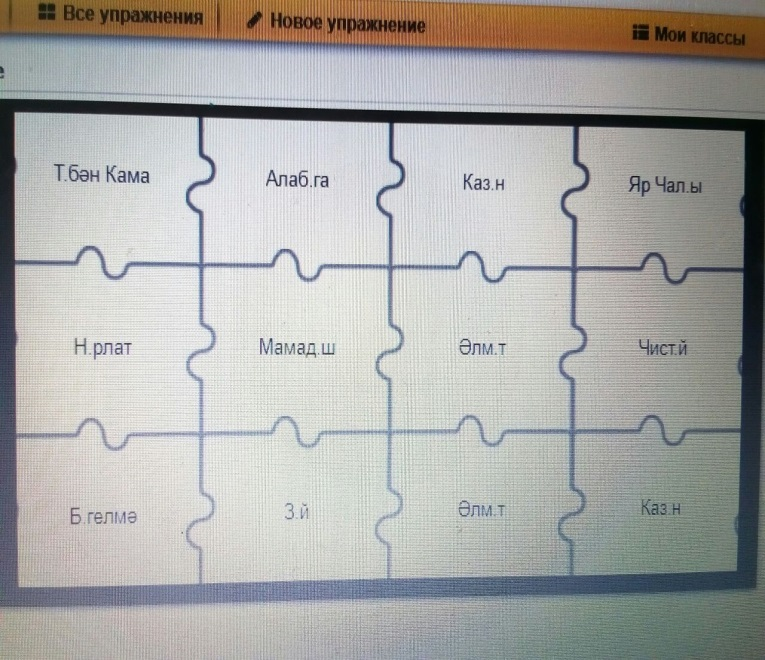 Все упражнения
Новое упражнение
Мои классы
е
Т.бән Кама
Алаб.га
Каз.н
Яр Чал.ы
Н.рлат
Мамад.ш
Әлм.т
Чист.й
Б.гелмә
З.й
Әлм.т
Каз.н